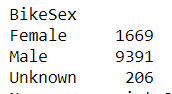 BikeSex
Female 1669
Male 9391
Unknown 206